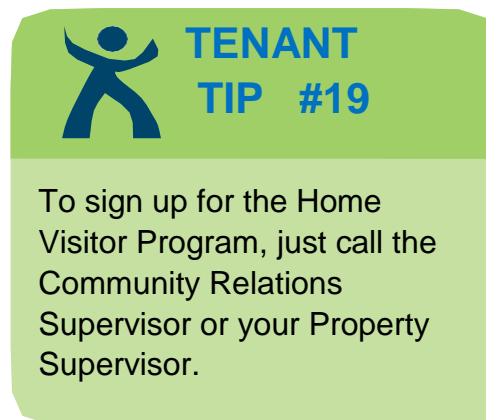 TENANT
TIP #19
To sign up for the Home
Visitor Program, just call the
Community Relations
Supervisor or your Property
Supervisor.